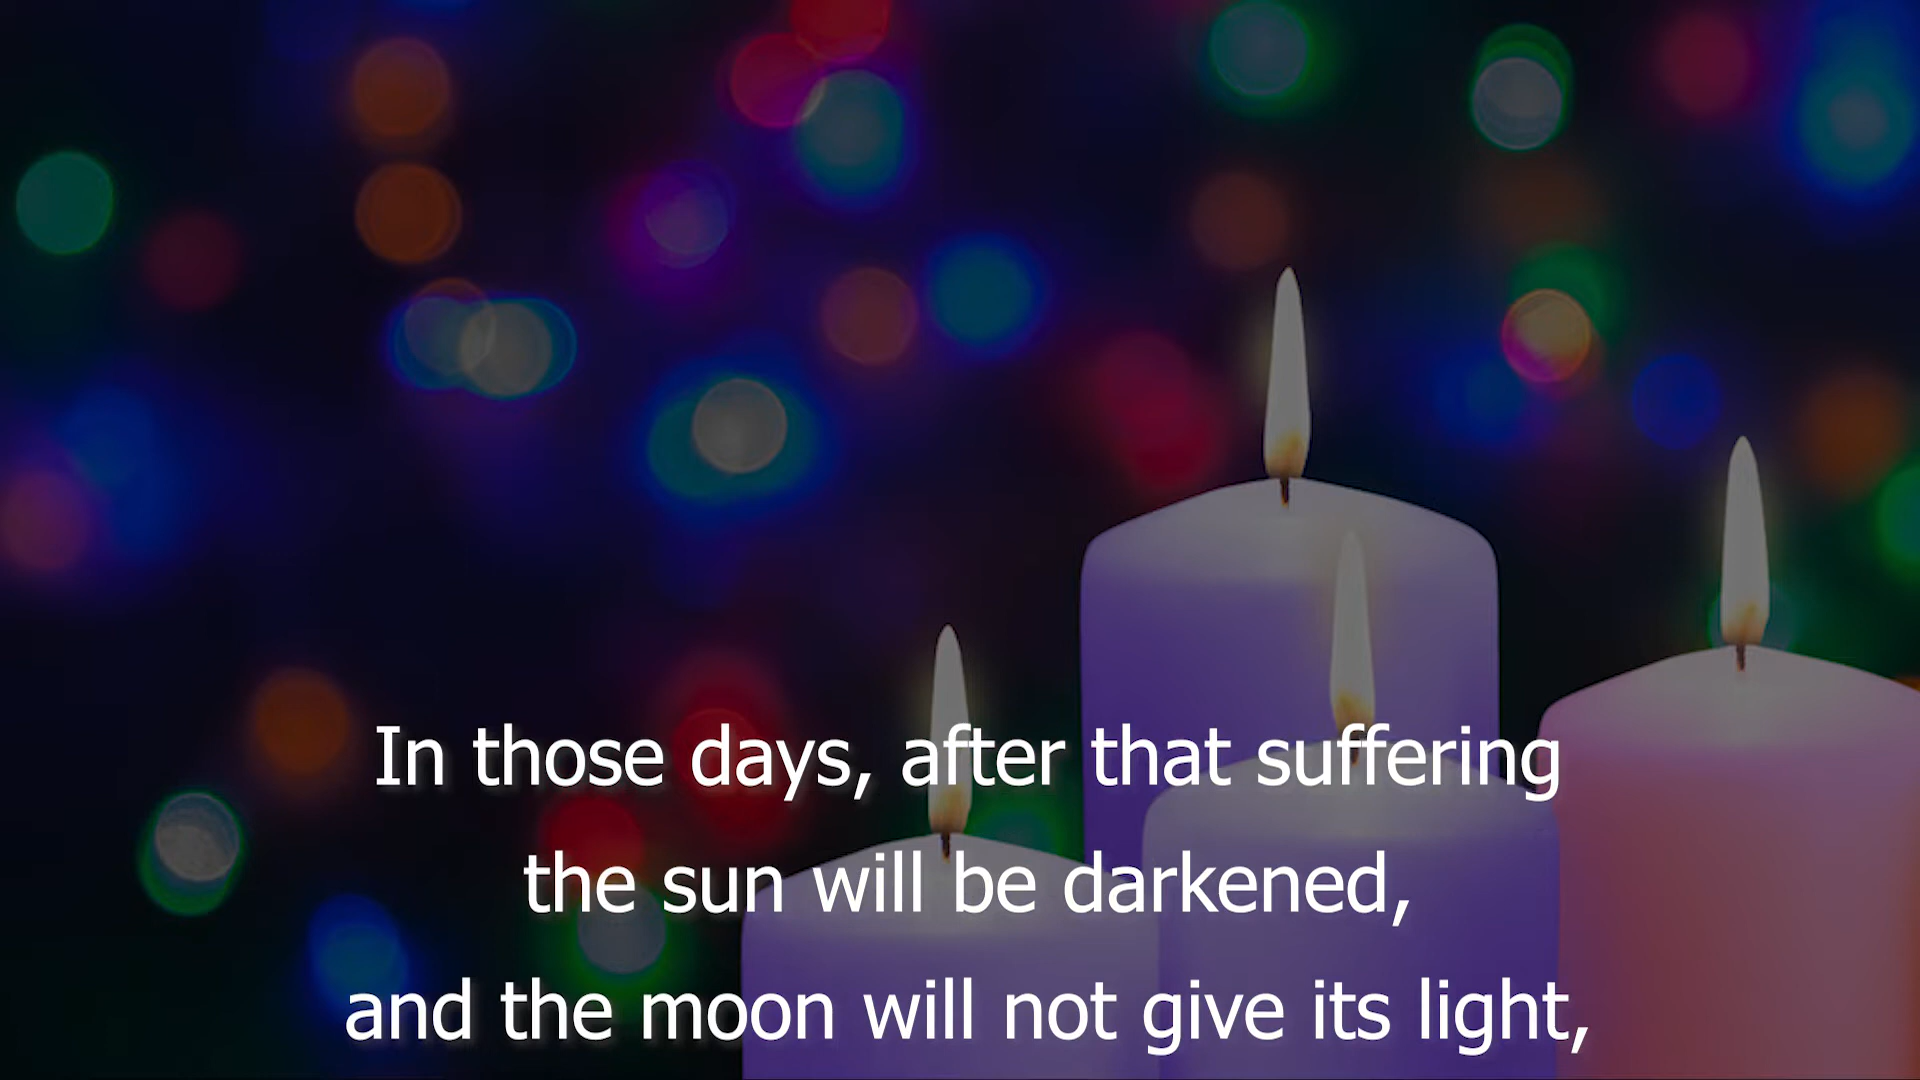 In those days, after that suffering
the sun will be darkened,
and the moon will not give its light,